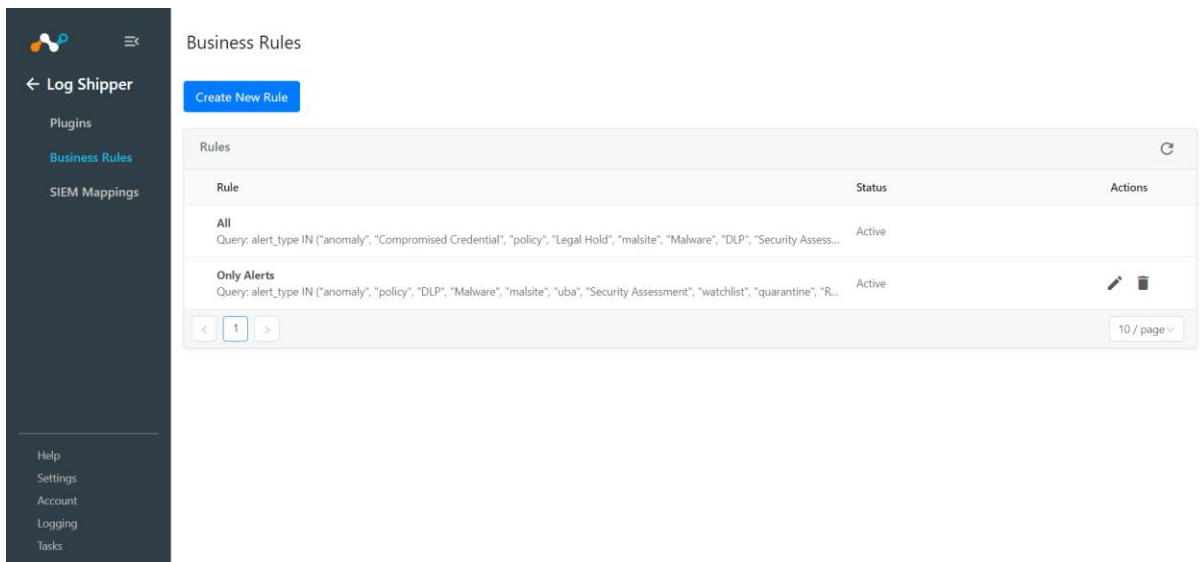 Log Shipper
Plugins
Business Rules
SIEM Mappings
Help
Settings
Account
Logging
Tasks
Business Rules
Create New Rule
Rules
Rule Status Actions
All
Query: alert_type IN ("anomaly", "Compromised Credential", "policy", "Legal Hold", "malsite", "Malware", "DLP", "Security Assess...
Active
Only Alerts
Query: alert_type IN ("anomaly", "policy", "DLP", "Malware", "malsite", "uba", "Security Assessment", "watchlist", "quarantine", "R...
Active
< 1 > 10 / page